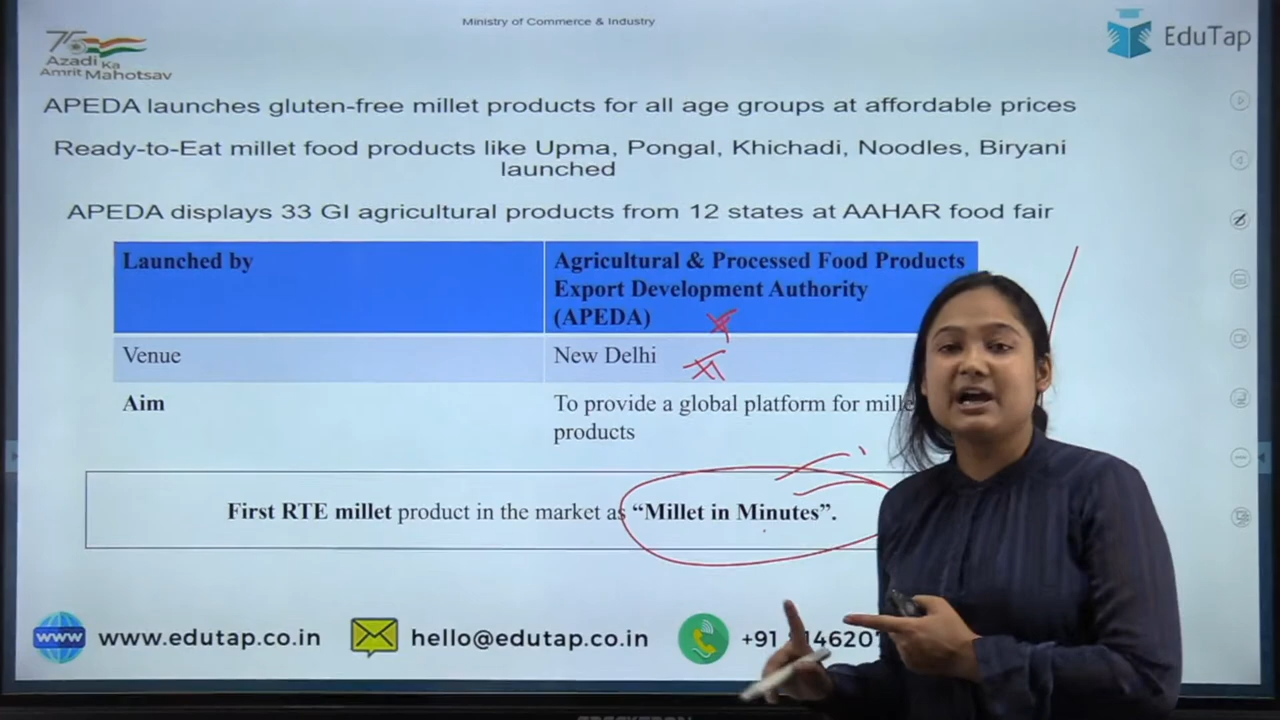 Ministry of Commerce & Industry
75
Azadi Ka
Amrit Mahotsav
EduTap
APEDA launches gluten-free millet products for all age groups at affordable prices
Ready-to-Eat millet food products like Upma, Pongal, Khichadi, Noodles, Biryani
launched
APEDA displays 33 GI agricultural products from 12 states at AAHAR food fair
Launched by
Agricultural & Processed Food Products
Export Development Authority
(APEDA)
Venue
New Delhi
Aim
To provide a global platform for
products
First RTE millet product in the market as “Millet in Minutes”.
www
www.edutap.co.in
hello@edutap.co.in
+91